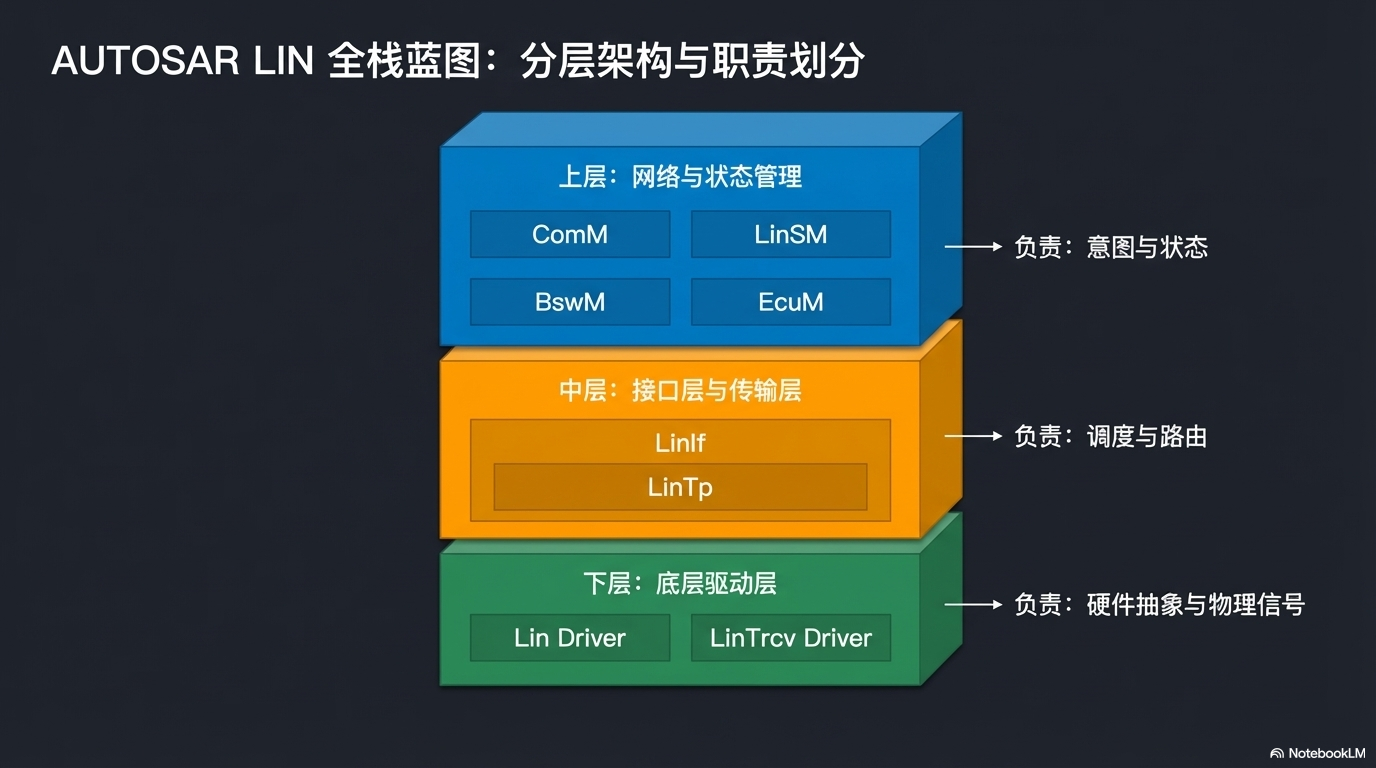 AUTOSAR LIN 全栈蓝图：分层架构与职责划分
上层：网络与状态管理
ComM
LinSM
BswM
EcuM
负责：意图与状态
中层：接口层与传输层
LinIf
LinTp
负责：调度与路由
下层：底层驱动层
Lin Driver
LinTrcv Driver
负责：硬件抽象与物理信号
NotebookLM